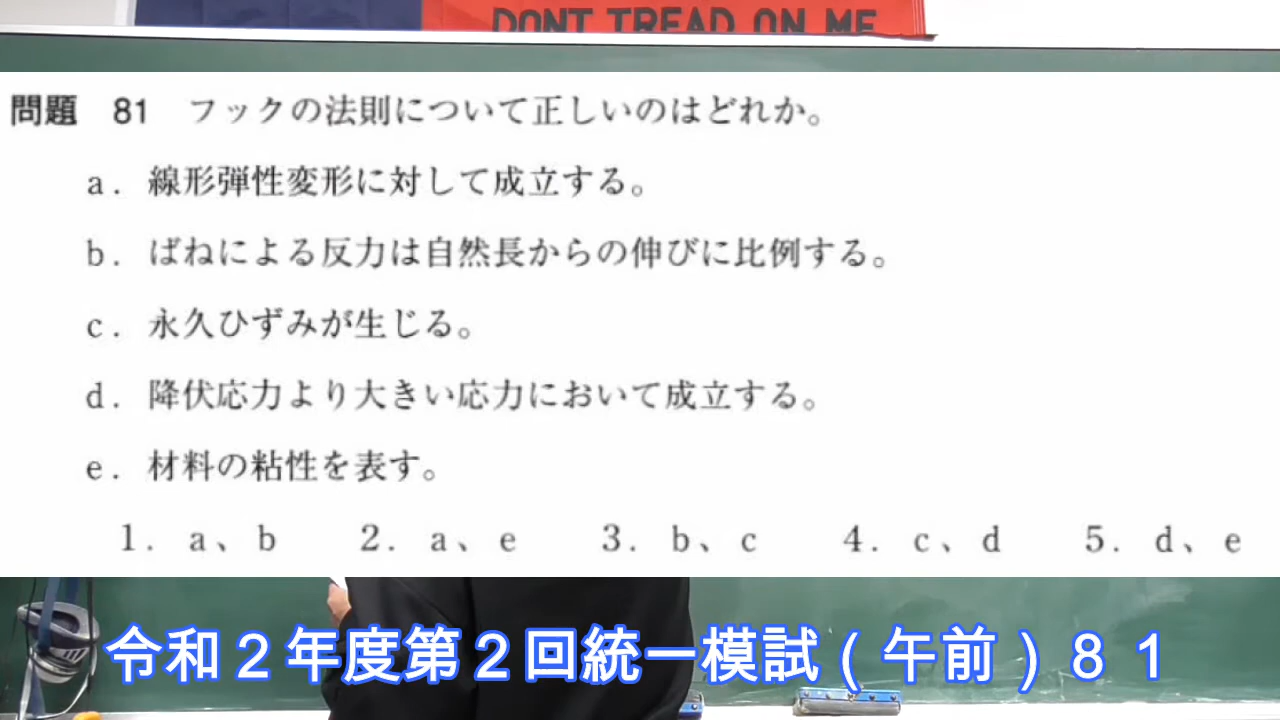 DONT TREAD ON ME
問題 81 フックの法則について正しいのはどれか。
a. 線形弾性変形に対して成立する。
b. ばねによる反力は自然長からの伸びに比例する。
c. 永久ひずみが生じる。
d. 降伏応力より大きい応力において成立する。
e. 材料の粘性を表す。
1. a、b 2. a、e 3. b、c 4. c、d 5. d、e
令和2年度第2回統一模試(午前)81